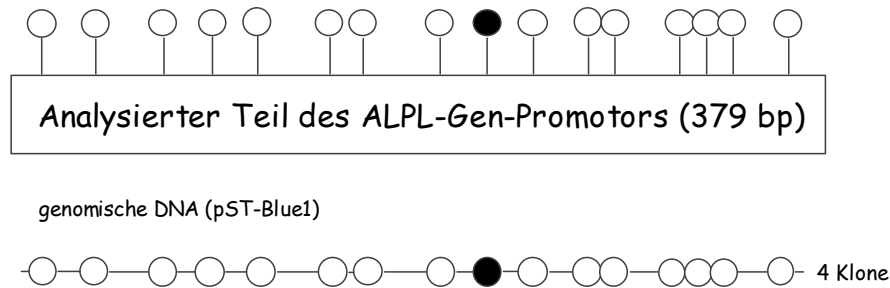 Analysierter Teil des ALPL-Gen-Promotors (379 bp)
genomische DNA (pST-Blue1)
4 Klone